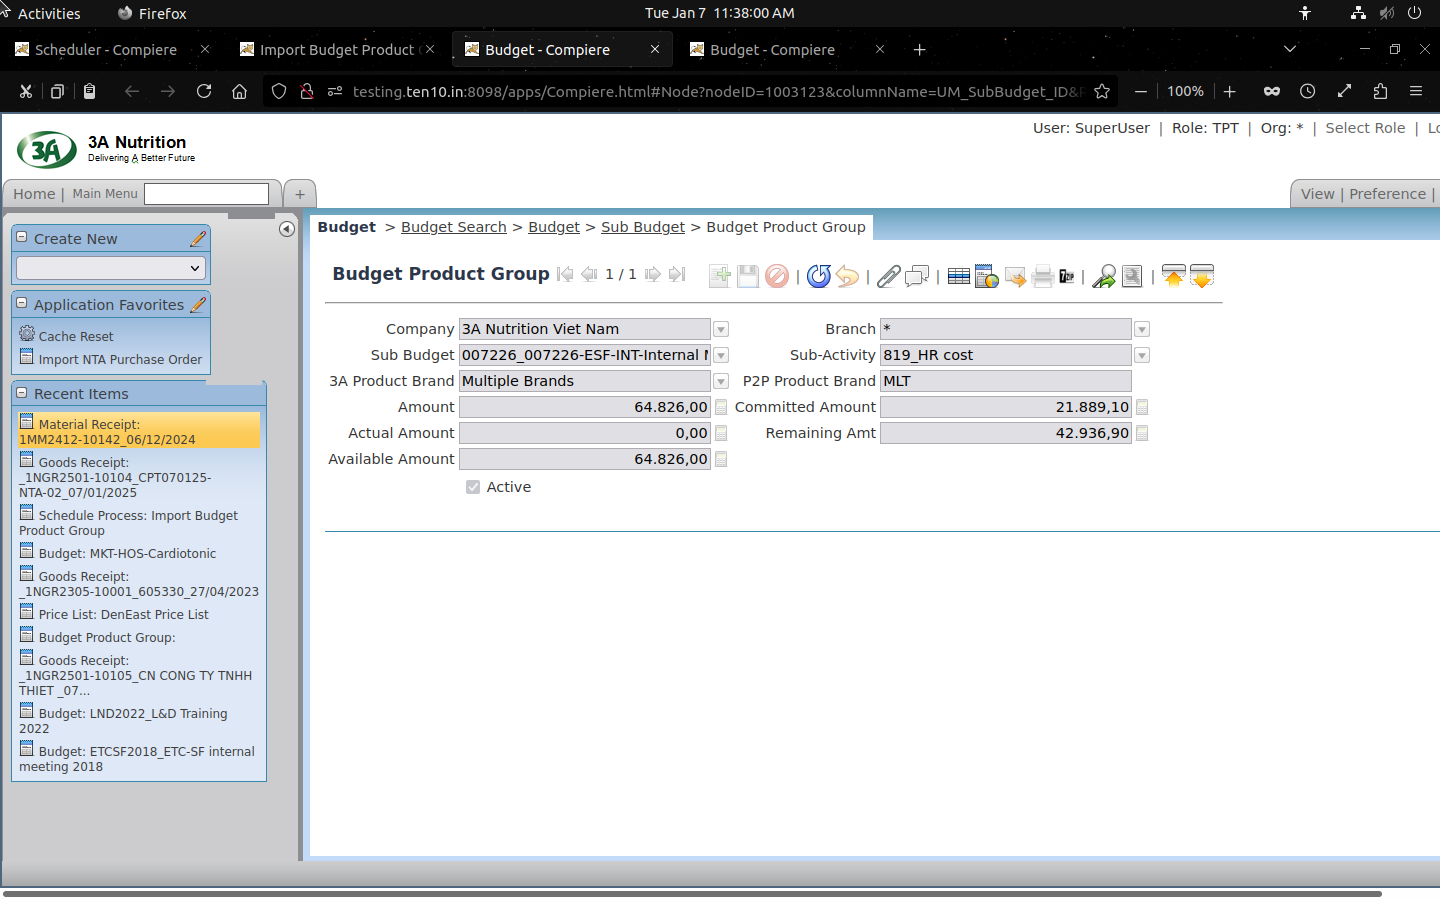 Activities
Firefox
Tue Jan 7 11:38:00 AM
Scheduler - Compiere
Import Budget Product
Budget - Compiere
Budget - Compiere
testing.ten10.in:8098/apps/Compiere.html#Node?nodeID=1003123&columnName=UM_SubBudget_ID&R
100%
3A
3A Nutrition
Delivering A Better Future
User: SuperUser | Role: TPT | Org: * | Select Role | Lo
Home | Main Menu
+
View | Preference |
Create New
Application Favorites
Cache Reset
Import NTA Purchase Order
Recent Items
Material Receipt:
1MM2412-10142_06/12/2024
Goods Receipt:
_1NGR2501-10104_CPT070125-
NTA-02_07/01/2025
Schedule Process: Import Budget
Product Group
Budget: MKT-HOS-Cardiotonic
Goods Receipt:
_1NGR2305-10001_605330_27/04/2023
Price List: DenEast Price List
Budget Product Group:
Goods Receipt:
_1NGR2501-10105_CN CONG TY TNHH
THIET _07...
Budget: LND2022_L&D Training
2022
Budget: ETCSF2018_ETC-SF internal
meeting 2018
Budget > Budget Search > Budget > Sub Budget > Budget Product Group
Budget Product Group
1 / 1
7zip
Company 3A Nutrition Viet Nam
Branch *
Sub Budget 007226_007226-ESF-INT-Internal
Sub-Activity 819_HR cost
3A Product Brand Multiple Brands
P2P Product Brand MLT
Amount 64.826,00
Committed Amount 21.889,10
Actual Amount 0,00
Remaining Amt 42.936,90
Available Amount 64.826,00
Active